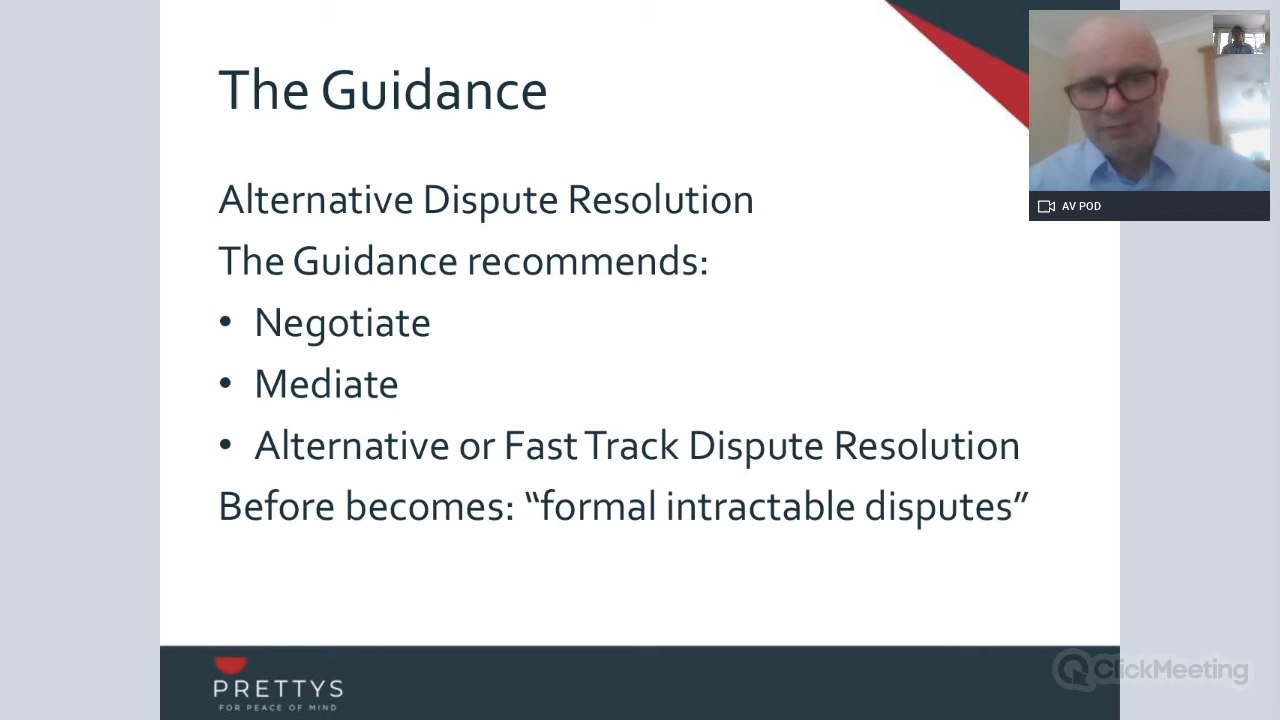 The Guidance
Alternative Dispute Resolution
The Guidance recommends:
• Negotiate
• Mediate
• Alternative or Fast Track Dispute Resolution
Before becomes: “formal intractable disputes”
AV POD
PRETTYS
FOR PEACE OF MIND
ClickMeeting